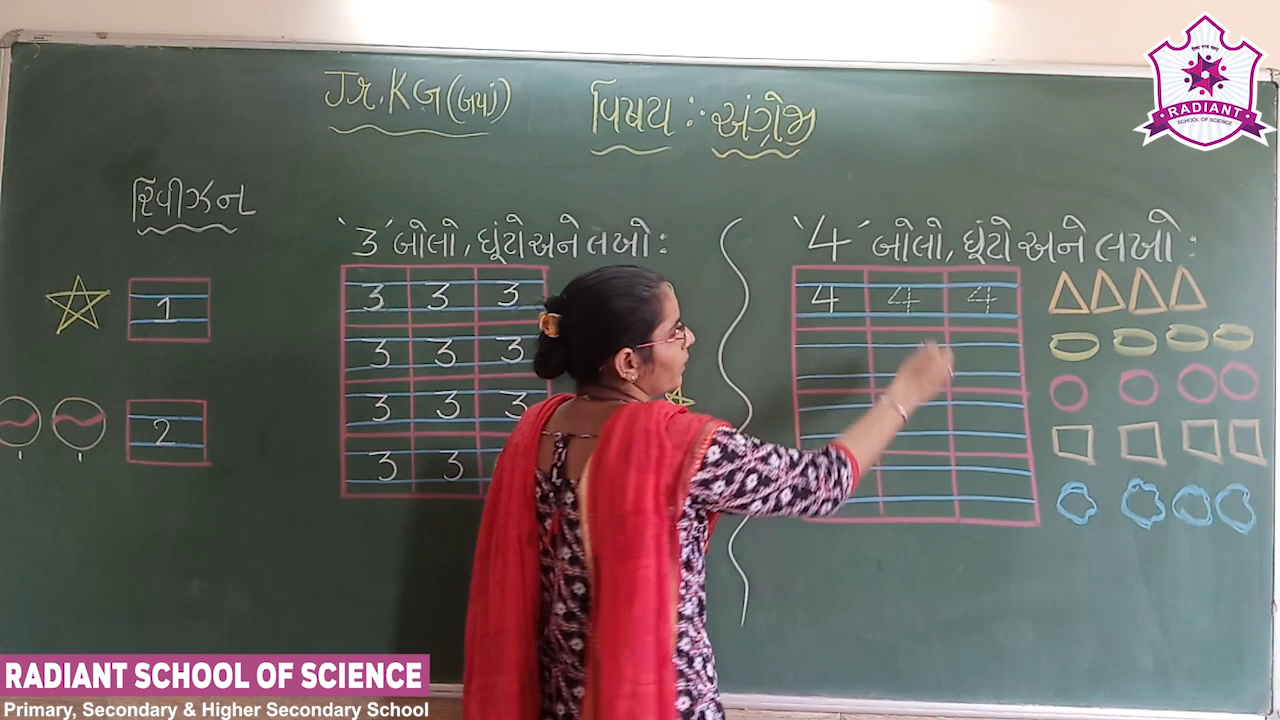 Jr. KG (બપાં)
વિષય : અંગ્રેજી
રિવીઝન
'3' બોલો, ઘૂંટો અને લખો :
'4' બોલો, ઘૂંટો અને લખો :
1
2
3 3 3
3 3 3
3 3 3
3 3
4 4 4
RADIANT
SCHOOL OF SCIENCE
RADIANT SCHOOL OF SCIENCE
Primary, Secondary & Higher Secondary School